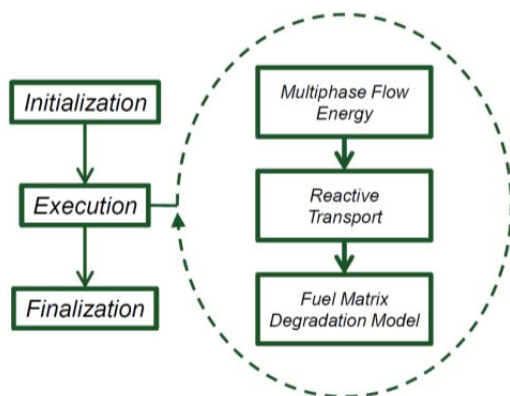 Initialization
Execution
Finalization
Multiphase Flow
Energy
Reactive
Transport
Fuel Matrix
Degradation Model